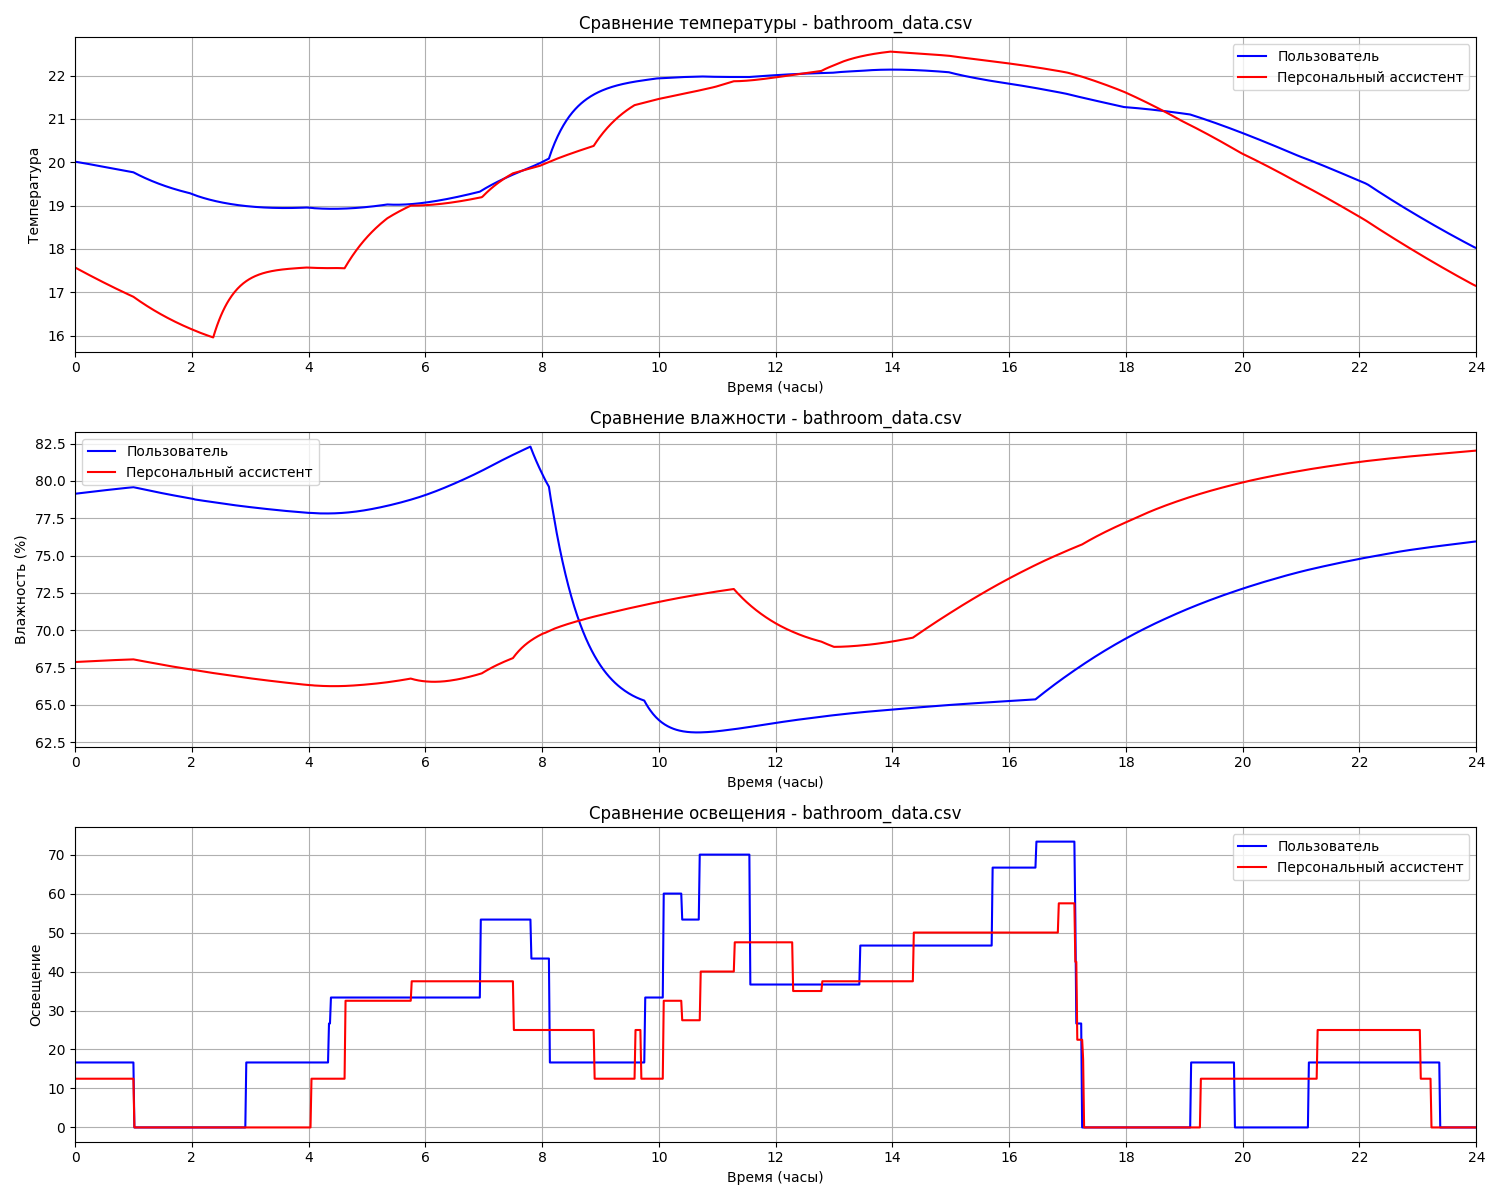 Сравнение температуры - bathroom_data.csv
Температура
22
21
20
19
18
17
16
Пользователь
Персональный ассистент
0 2 4 6 8 10 12 14 16 18 20 22 24
Время (часы)
Сравнение влажности - bathroom_data.csv
Влажность (%)
82.5
80.0
77.5
75.0
72.5
70.0
67.5
65.0
62.5
Пользователь
Персональный ассистент
0 2 4 6 8 10 12 14 16 18 20 22 24
Время (часы)
Сравнение освещения - bathroom_data.csv
Освещение
70
60
50
40
30
20
10
0
Пользователь
Персональный ассистент
0 2 4 6 8 10 12 14 16 18 20 22 24
Время (часы)